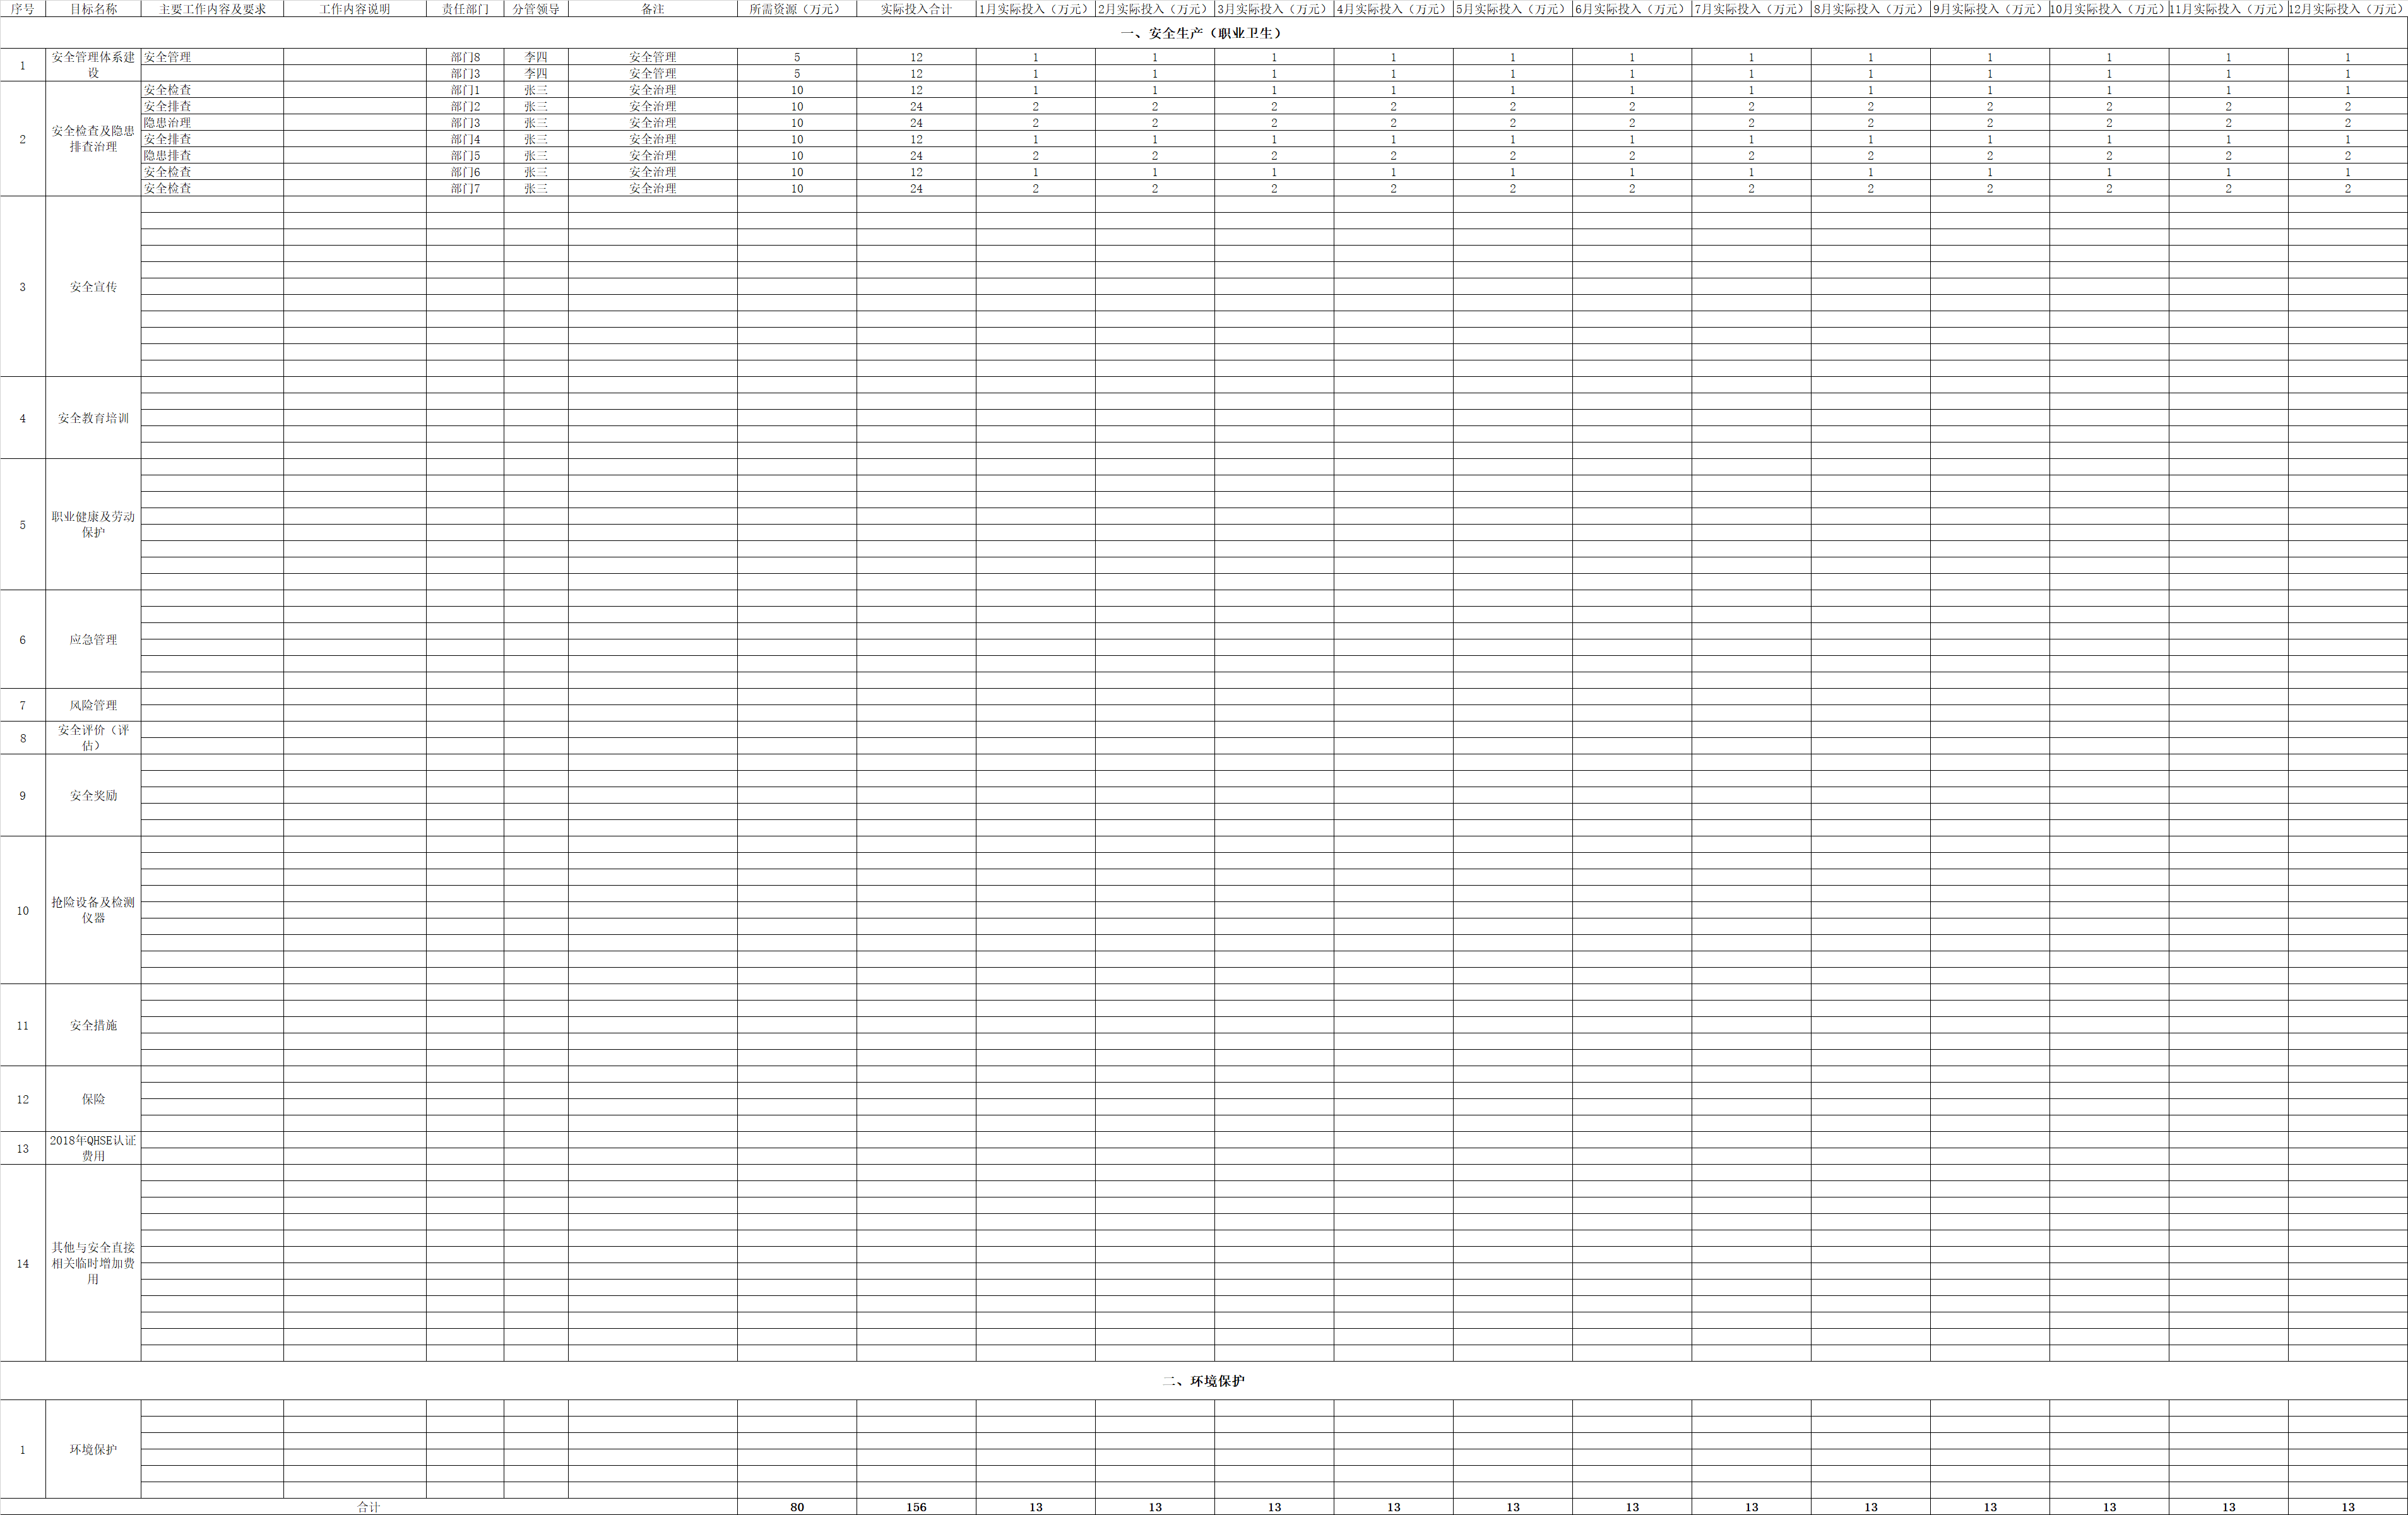 序号 目标名称 主要工作内容及要求 工作内容说明 责任部门 分管领导 备注 所需资源（万元） 实际投入合计 1月实际投入（万元） 2月实际投入（万元） 3月实际投入（万元） 4月实际投入（万元） 5月实际投入（万元） 6月实际投入（万元） 7月实际投入（万元） 8月实际投入（万元） 9月实际投入（万元） 10月实际投入（万元） 11月实际投入（万元） 12月实际投入（万元）
一、安全生产（职业卫生）
1 安全管理体系建
设
安全管理 部门8 李四 安全管理 5 12 1 1 1 1 1 1 1 1 1 1 1 1
部门3 李四 安全管理 5 12 1 1 1 1 1 1 1 1 1 1 1 1
2 安全检查及隐患
排查治理
安全检查 部门1 张三 安全治理 10 12 1 1 1 1 1 1 1 1 1 1 1 1
安全排查 部门2 张三 安全治理 10 24 2 2 2 2 2 2 2 2 2 2 2 2
隐患治理 部门3 张三 安全治理 10 24 2 2 2 2 2 2 2 2 2 2 2 2
安全排查 部门4 张三 安全治理 10 12 1 1 1 1 1 1 1 1 1 1 1 1
隐患排查 部门5 张三 安全治理 10 24 2 2 2 2 2 2 2 2 2 2 2 2
安全检查 部门6 张三 安全治理 10 12 1 1 1 1 1 1 1 1 1 1 1 1
安全检查 部门7 张三 安全治理 10 24 2 2 2 2 2 2 2 2 2 2 2 2
3 安全宣传
4 安全教育培训
5 职业健康及劳动
保护
6 应急管理
7 风险管理
8 安全评价（评
估）
9 安全奖励
10 抢险设备及检测
仪器
11 安全措施
12 保险
13 2018年QHSE认证
费用
14 其他与安全直接
相关临时增加费
用
二、环境保护
1 环境保护
合计 80 156 13 13 13 13 13 13 13 13 13 13 13 13